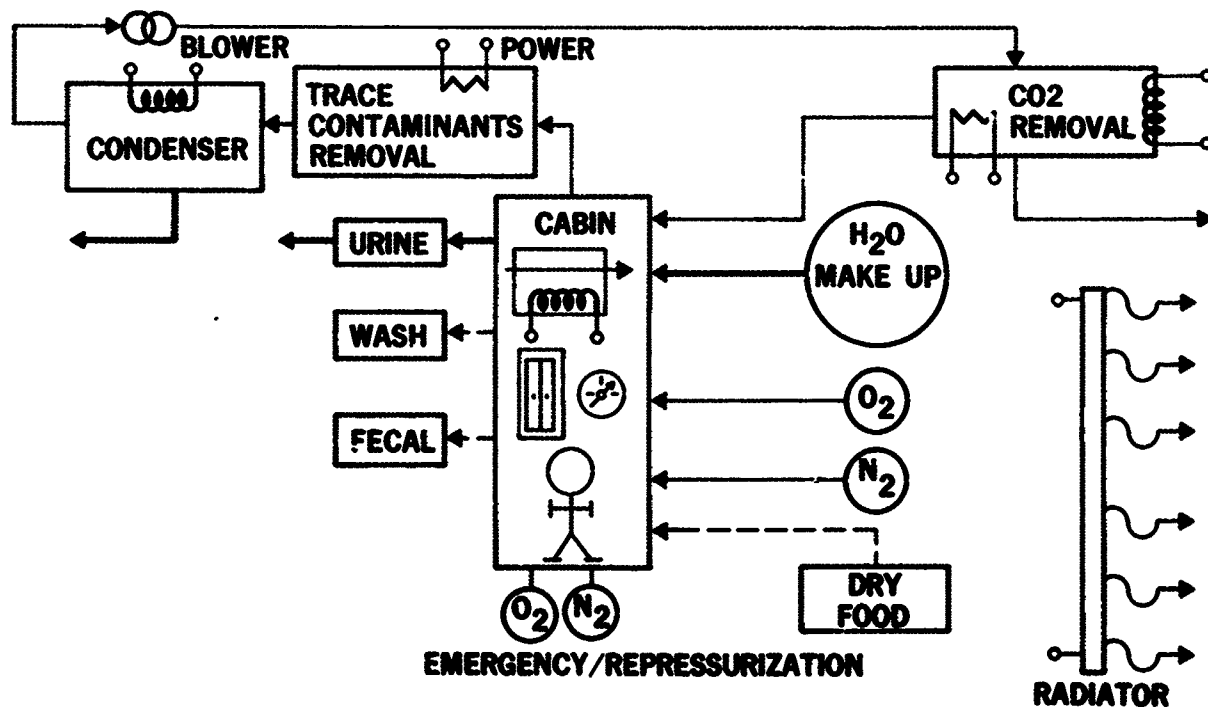 BLOWER
POWER
TRACE
CONTAMINANTS
REMOVAL
CONDENSER
CO2
REMOVAL
CABIN
URINE
H2O
MAKE UP
WASH
O2
FECAL
N2
DRY
FOOD
O2
N2
EMERGENCY/REPRESSURIZATION
RADIATOR